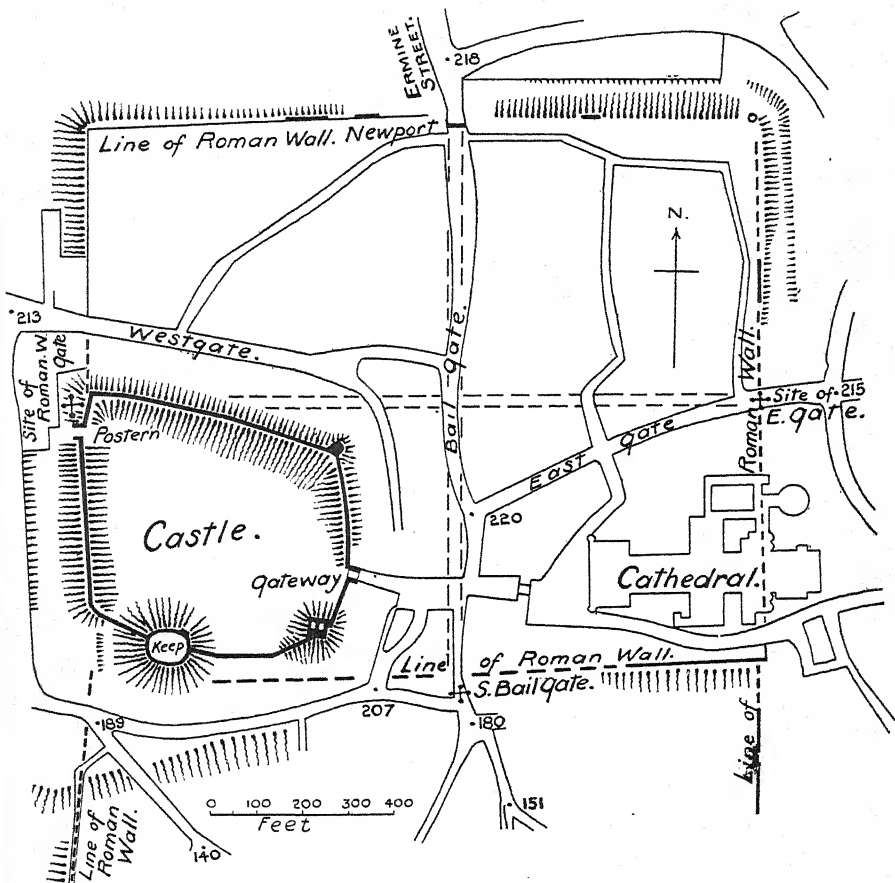 ERMINE
STREET.
218
Line of Roman Wall. Newport
N.
213
Westgate.
Bail Gate.
Site of
Roman. W.
gate
Roman Wall.
Site of 215
E. gate.
Postern
East gate
220
Castle.
Gateway
Cathedral.
Keep
Line of Roman Wall.
S. Bailgate.
207
189
180
Line of
151
0 100 200 300 400
Feet
140
Line of
Roman
Wall.